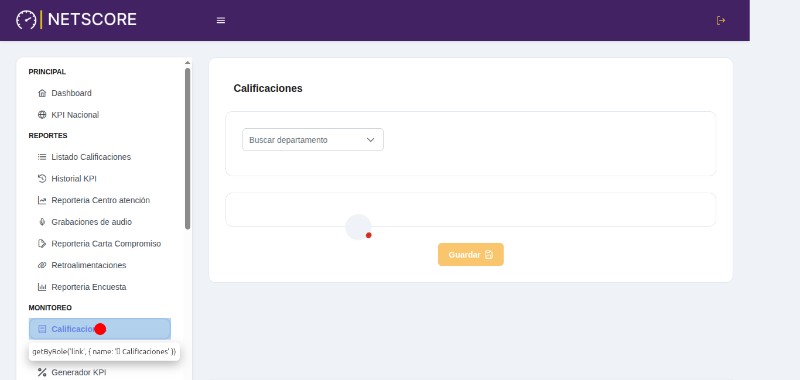 NETSCORE
PRINCIPAL
Dashboard
KPI Nacional
REPORTES
Listado Calificaciones
Historial KPI
Reporteria Centro atención
Grabaciones de audio
Reporteria Carta Compromiso
Retroalimentaciones
Reporteria Encuesta
MONITOREO
getByRole('link', { name: '▯ Calificaciones' })
Generador KPI
Calificaciones
Buscar departamento
Guardar